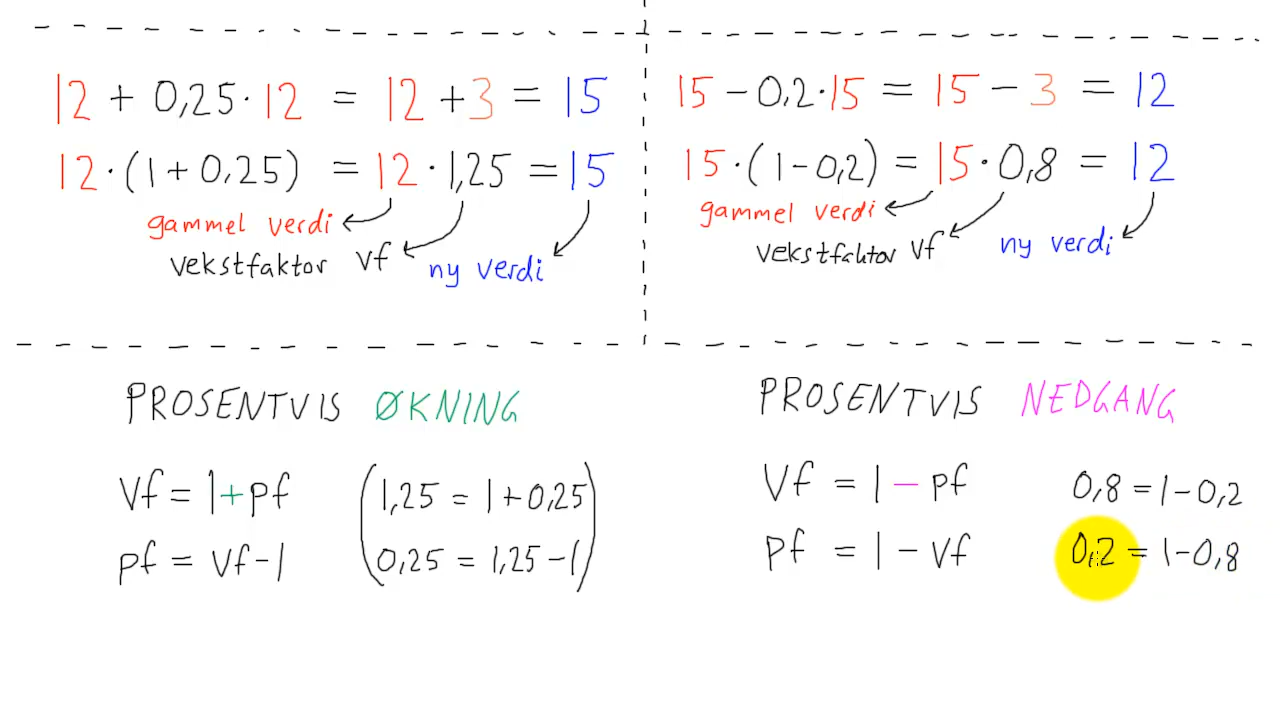 12 + 0,25 · 12 = 12 + 3 = 15
12 · (1 + 0,25) = 12 · 1,25 = 15
gammel verdi
vekstfaktor vf
ny verdi
15 - 0,2 · 15 = 15 - 3 = 12
15 · (1 - 0,2) = 15 · 0,8 = 12
gammel verdi
vekstfaktor vf
ny verdi
PROSENTVIS ØKNING
Vf = 1 + pf
(1,25 = 1 + 0,25
pf = Vf - 1
0,25 = 1,25 - 1)
PROSENTVIS NEDGANG
Vf = 1 - pf
0,8 = 1 - 0,2
pf = 1 - Vf
0,2 = 1 - 0,8